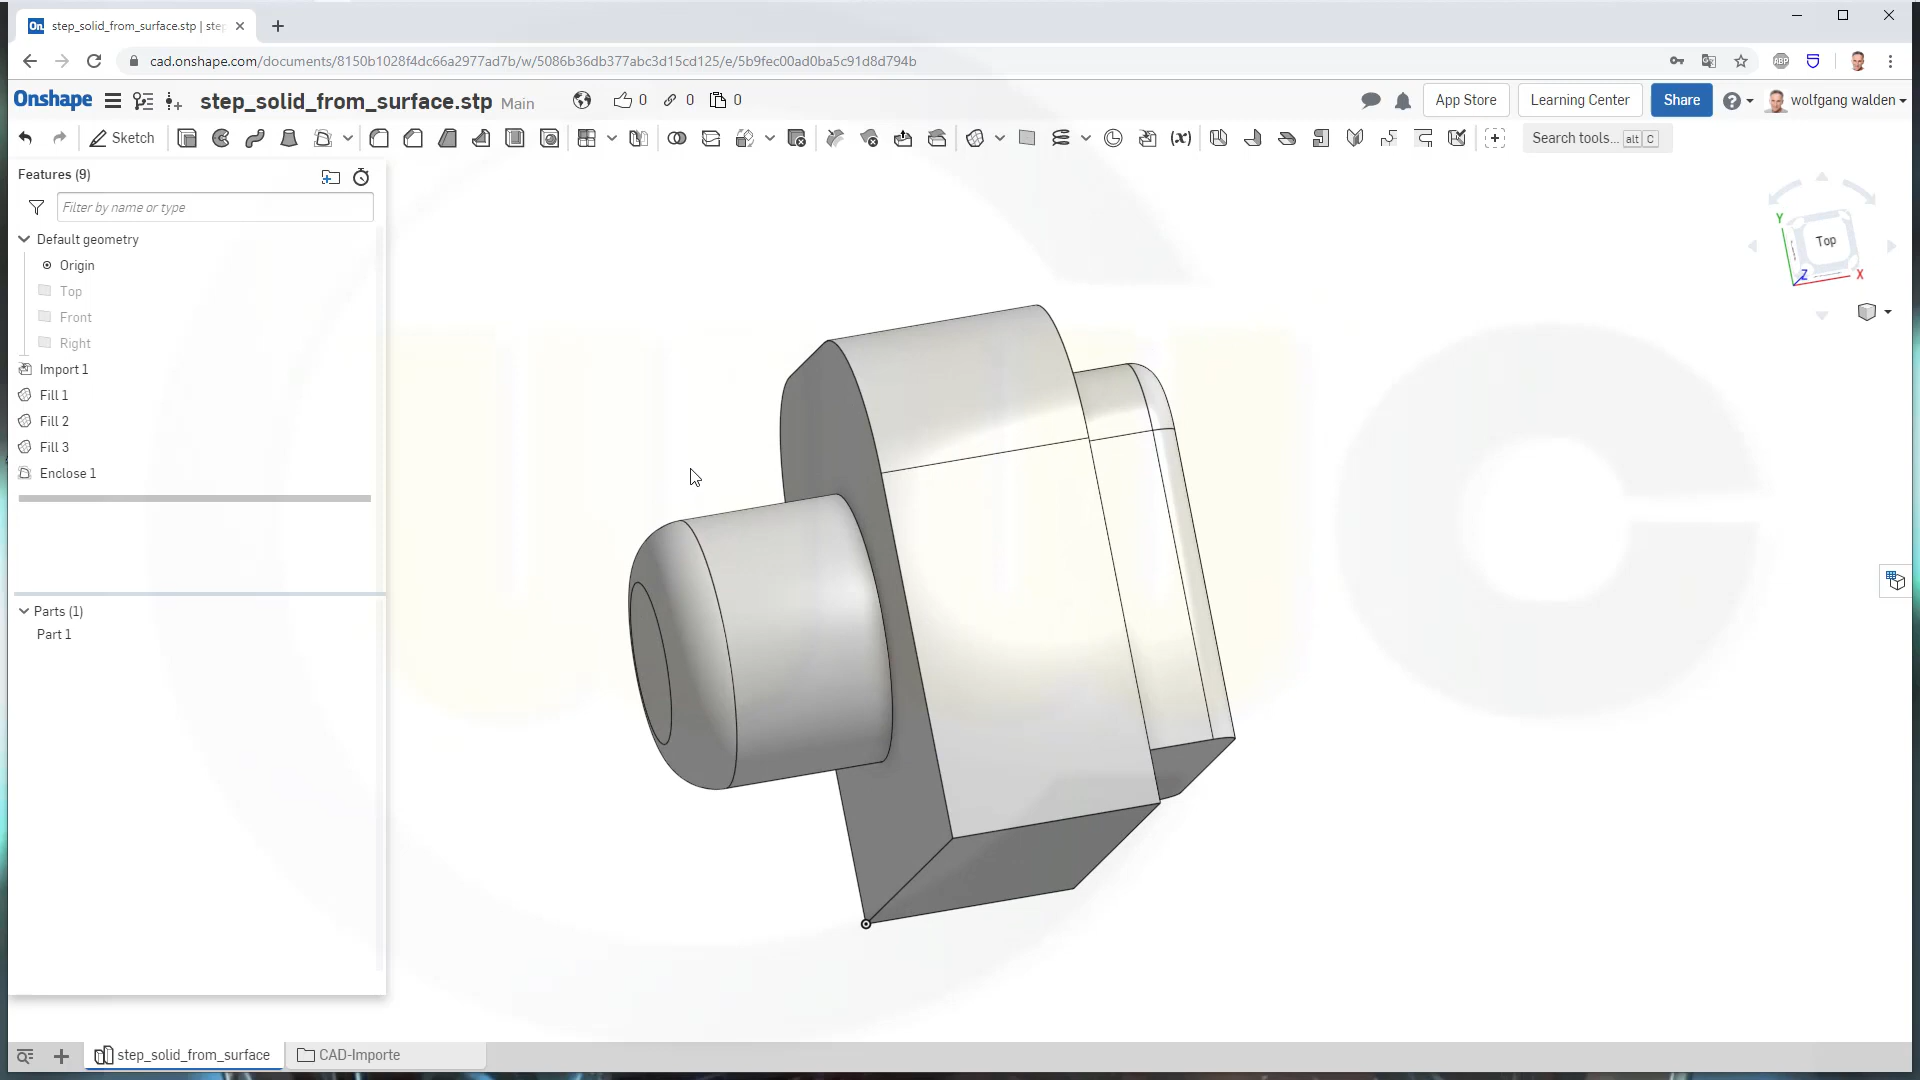 On step_solid_from_surface.stp | ste
cad.onshape.com/documents/8150b1028f4dc66a2977ad7b/w/5086b36db377abc3d15cd125/e/5b9fec00ad0ba5c91d8d794b
ABP
Onshape step_solid_from_surface.stp Main 0 0 0 App Store Learning Center Share wolfgang walden
Sketch (x) Search tools... alt C
Features (9)
Filter by name or type
Default geometry
Origin
Top
Front
Right
Import 1
Fill 1
Fill 2
Fill 3
Enclose 1
Parts (1)
Part 1
Y
Top
Z X
step_solid_from_surface CAD-Importe